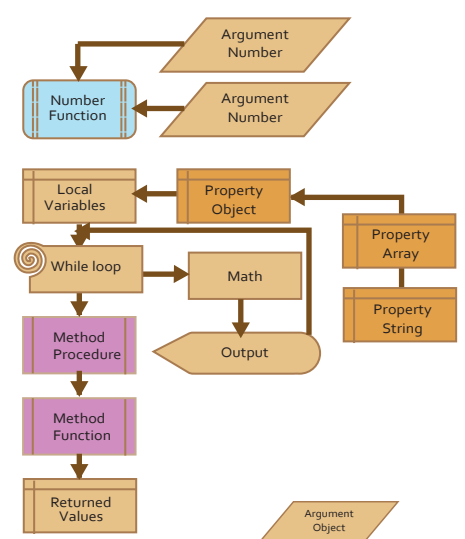 Argument
Number
Number
Function
Argument
Number
Local
Variables
Property
Object
Property
Array
While loop
Math
Property
String
Method
Procedure
Output
Method
Function
Returned
Values
Argument
Object